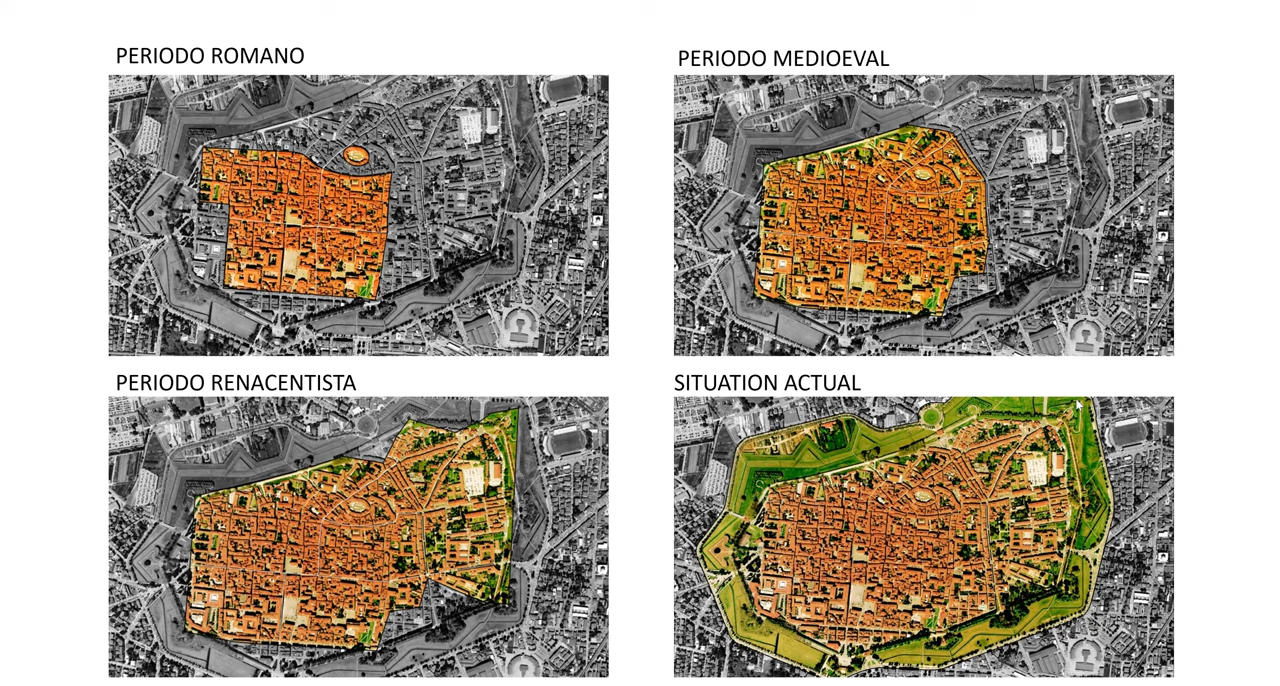 PERIODO ROMANO
PERIODO MEDIOEVAL
PERIODO RENACENTISTA
SITUATION ACTUAL